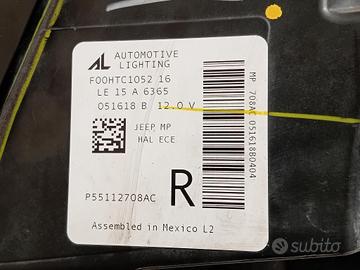 AL AUTOMOTIVE
LIGHTING
F00HTC1052 16
LE 15 A 6365
051618 B 12.0 V
JEEP MP
HAL ECE
P55112708AC
R
Assembled in Mexico L2
MP 708AC 05161880404
subito